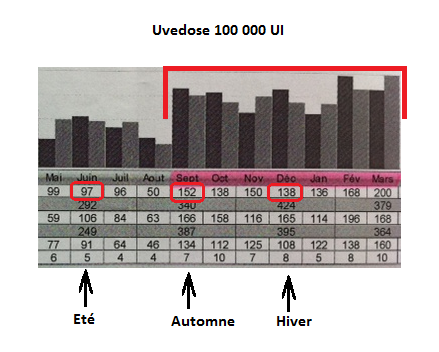 Uvedose 100 000 UI
Mai Juin Juil Aout Sept Oct Nov Déc Jan Fév Mars
99 97 96 50 152 138 150 138 136 168 200
292 340 424 379
59 106 84 63 166 158 116 165 114 196 168
249 387 395 364
77 91 64 46 134 112 125 108 122 138 160
6 5 4 4 7 10 7 8 5 8 10
Eté Automne Hiver